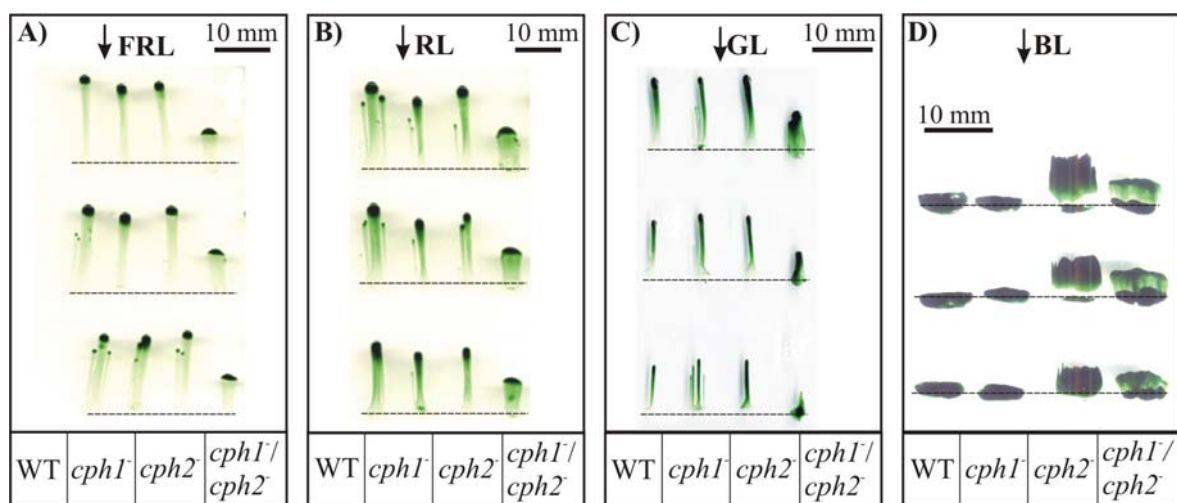 A) ↓ FRL 10 mm
B) ↓ RL 10 mm
C) ↓ GL 10 mm
D) ↓ BL
10 mm
WT cph1⁻ cph2⁻ cph1⁻/
cph2⁻
WT cph1⁻ cph2⁻ cph1⁻/
cph2⁻
WT cph1⁻ cph2⁻ cph1⁻/
cph2⁻
WT cph1⁻ cph2⁻ cph1⁻/
cph2⁻